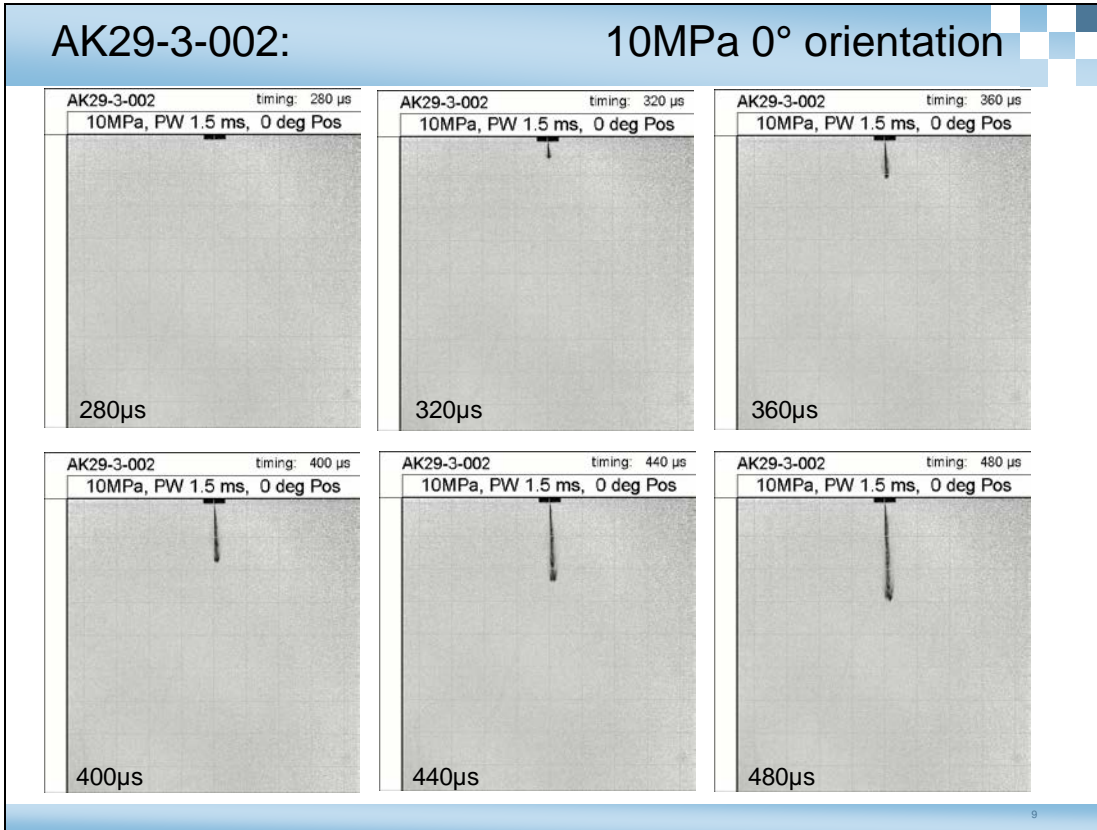 AK29-3-002: 10MPa 0° orientation
AK29-3-002 timing: 280 µs
10MPa, PW 1.5 ms, 0 deg Pos
280µs
AK29-3-002 timing: 320 µs
10MPa, PW 1.5 ms, 0 deg Pos
320µs
AK29-3-002 timing: 360 µs
10MPa, PW 1.5 ms, 0 deg Pos
360µs
AK29-3-002 timing: 400 µs
10MPa, PW 1.5 ms, 0 deg Pos
400µs
AK29-3-002 timing: 440 µs
10MPa, PW 1.5 ms, 0 deg Pos
440µs
AK29-3-002 timing: 480 µs
10MPa, PW 1.5 ms, 0 deg Pos
480µs
9